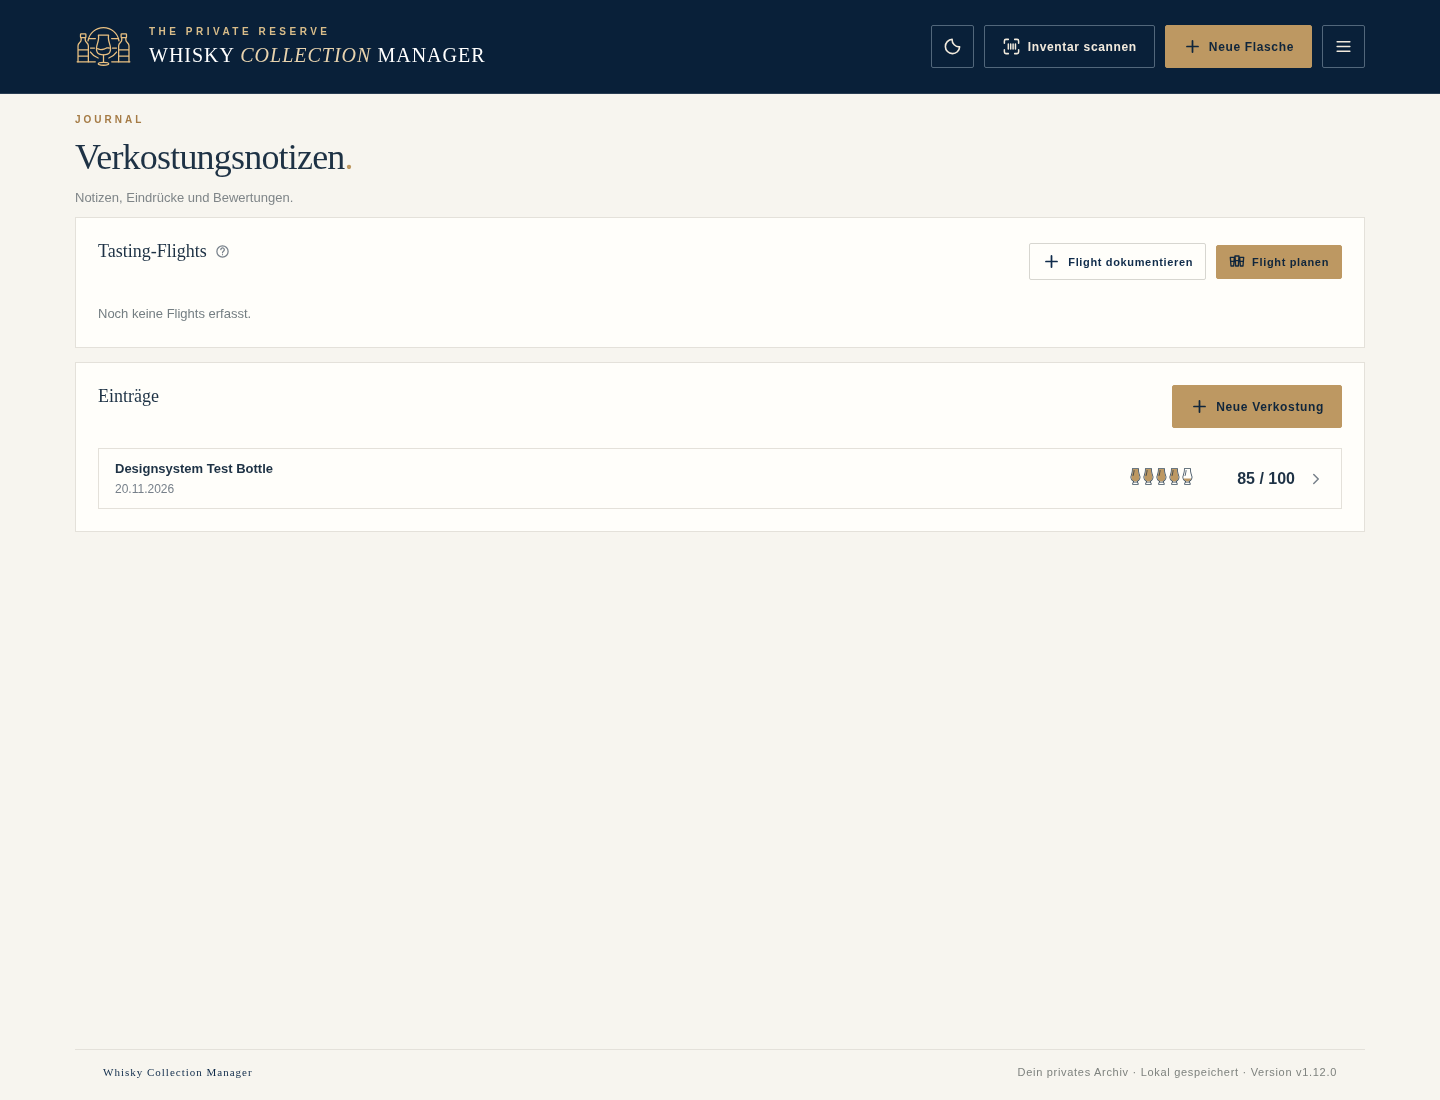 THE PRIVATE RESERVE
WHISKY COLLECTION MANAGER
Inventar scannen
Neue Flasche
JOURNAL
Verkostungsnotizen.
Notizen, Eindrücke und Bewertungen.
Tasting-Flights
Flight dokumentieren
Flight planen
Noch keine Flights erfasst.
Einträge
Neue Verkostung
Designsystem Test Bottle
20.11.2026
85 / 100
Whisky Collection Manager
Dein privates Archiv · Lokal gespeichert · Version v1.12.0